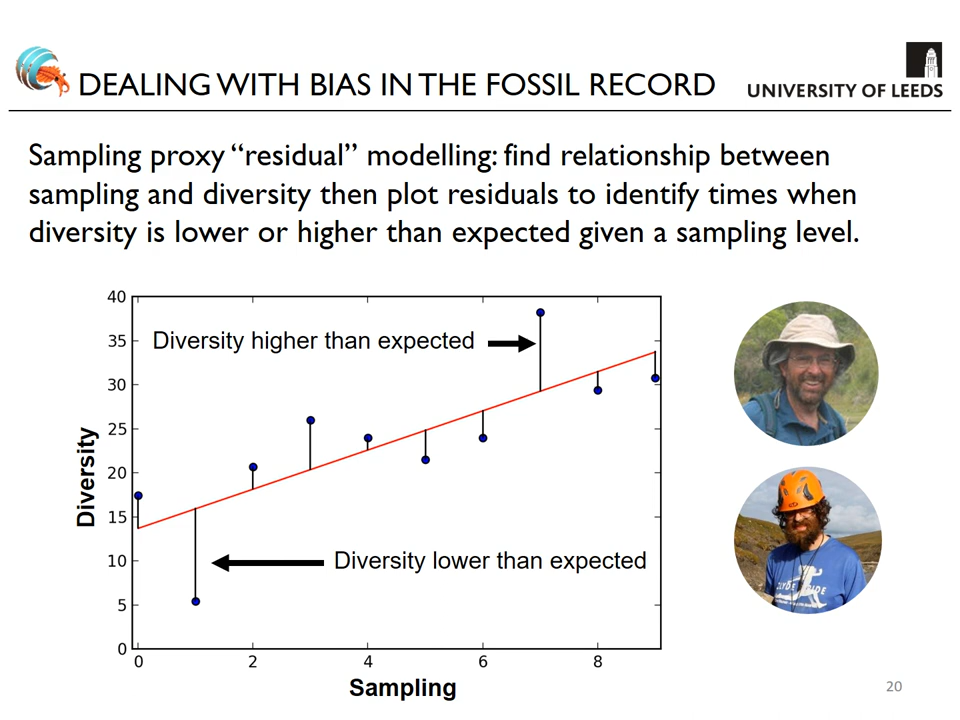 DEALING WITH BIAS IN THE FOSSIL RECORD
UNIVERSITY OF LEEDS
Sampling proxy “residual” modelling: find relationship between
sampling and diversity then plot residuals to identify times when
diversity is lower or higher than expected given a sampling level.
40
35
30
25
20
15
10
5
0
Diversity
Diversity higher than expected
Diversity lower than expected
0 2 4 6 8
Sampling
20